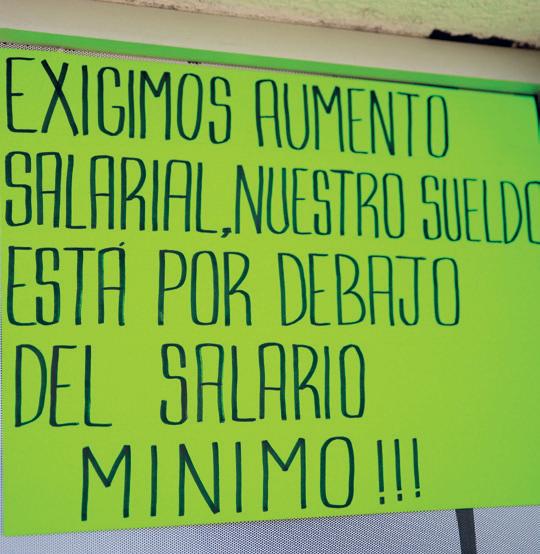 EXIGIMOS AUMENTO
SALARIAL, NUESTRO SUELDO
ESTÁ POR DEBAJO
DEL SALARIO
MINIMO!!!